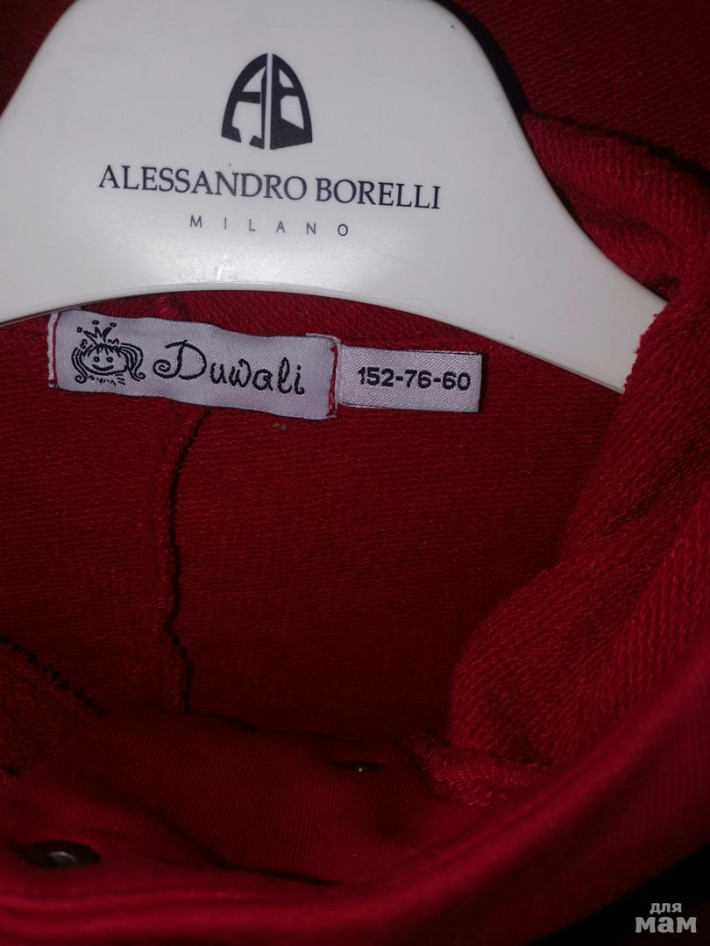 AB
ALESSANDRO BORELLI
MILANO
Duwali
152-76-60
для
мам